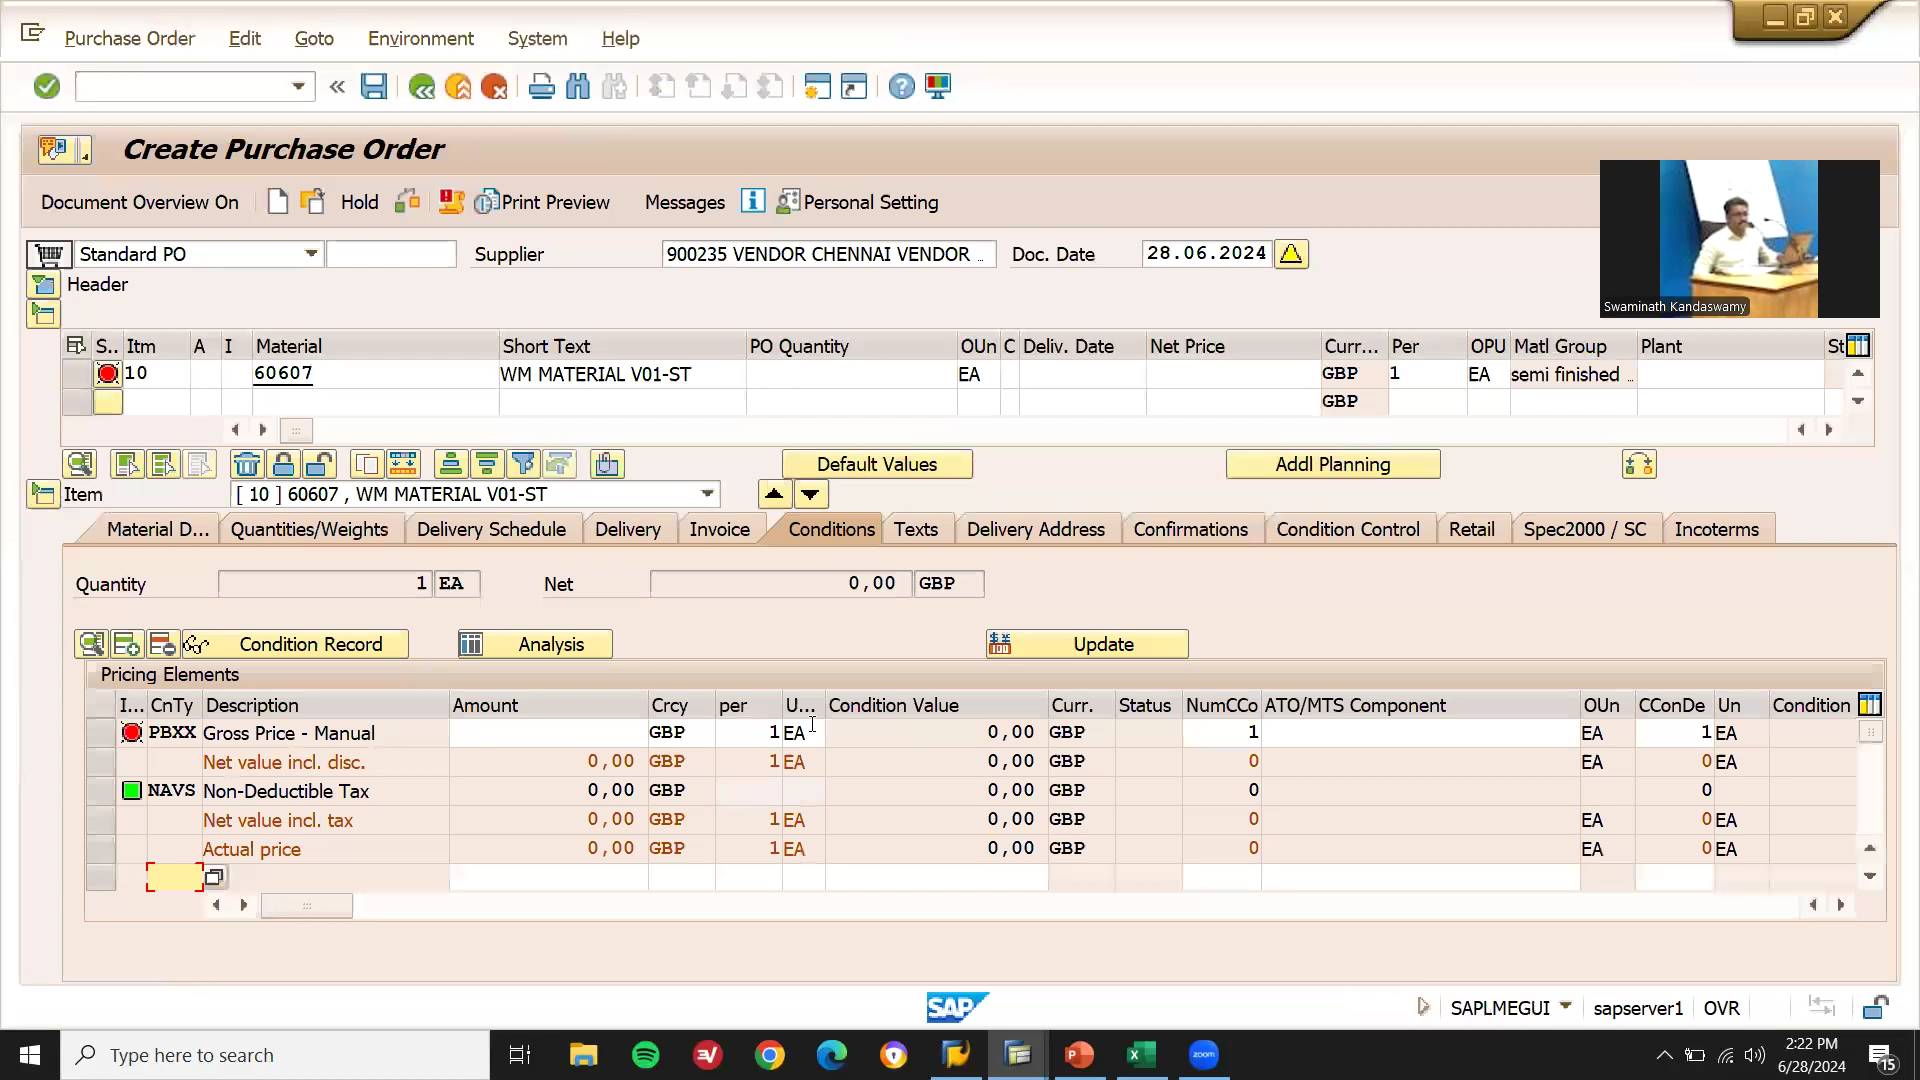 Purchase Order Edit Goto Environment System Help
Create Purchase Order
Document Overview On Hold Print Preview Messages Personal Setting
Standard PO Supplier 900235 VENDOR CHENNAI VENDOR .. Doc. Date 28.06.2024
Header
Swaminath Kandaswamy
S.. Itm A I Material Short Text PO Quantity OUn C Deliv. Date Net Price Curr... Per OPU Matl Group Plant St
10 60607 WM MATERIAL V01-ST EA GBP 1 EA semi finished ..
GBP
Default Values Addl Planning
Item [ 10 ] 60607 , WM MATERIAL V01-ST
Material D... Quantities/Weights Delivery Schedule Delivery Invoice Conditions Texts Delivery Address Confirmations Condition Control Retail Spec2000 / SC Incoterms
Quantity 1 EA Net 0,00 GBP
Condition Record Analysis Update
Pricing Elements
I... CnTy Description Amount Crcy per U... Condition Value Curr. Status NumCCo ATO/MTS Component OUn CConDe Un Condition
PBXX Gross Price - Manual GBP 1 EA 0,00 GBP 1 EA 1 EA
Net value incl. disc. 0,00 GBP 1 EA 0,00 GBP 0 EA 0 EA
NAVS Non-Deductible Tax 0,00 GBP 0,00 GBP 0 0
Net value incl. tax 0,00 GBP 1 EA 0,00 GBP 0 EA 0 EA
Actual price 0,00 GBP 1 EA 0,00 GBP 0 EA 0 EA
SAP SAPLMEGUI sapserver1 OVR
Type here to search
zoom
2:22 PM
6/28/2024
15